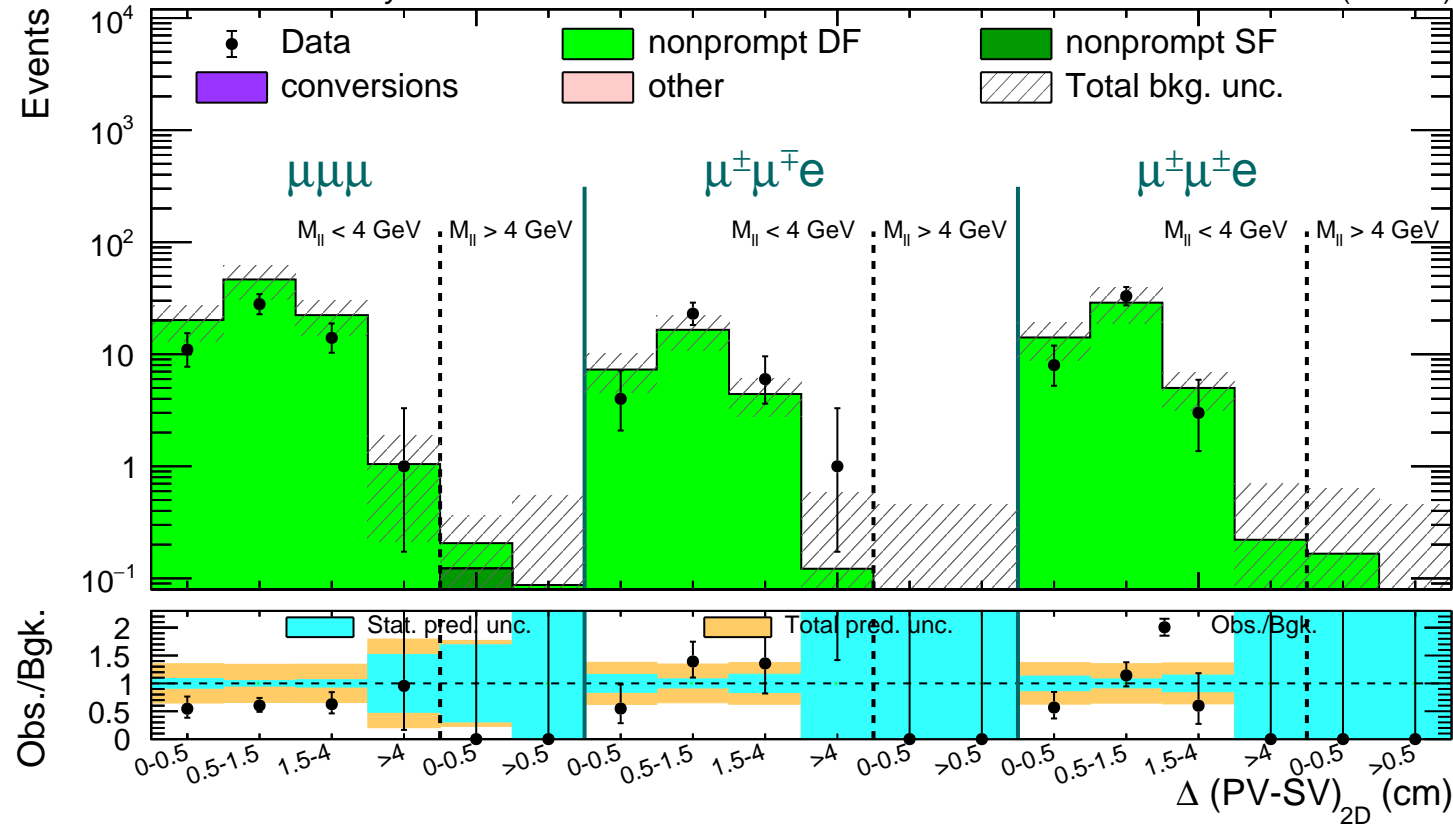 10⁴
Events
Data nonprompt DF nonprompt SF
conversions other Total bkg. unc.
10³
μμμ μ±μ∓e μ±μ±e
M_ll < 4 GeV M_ll > 4 GeV M_ll < 4 GeV M_ll > 4 GeV M_ll < 4 GeV M_ll > 4 GeV
10²
10
1
10⁻¹
Obs./Bgk.
2
1.5
1
0.5
0
Stat. pred. unc. Total pred. unc. Obs./Bgk.
0-0.5 0.5-1.5 1.5-4 >4 0-0.5 >0.5 0-0.5 0.5-1.5 1.5-4 >4 0-0.5 >0.5 0-0.5 0.5-1.5 1.5-4 >4 0-0.5 >0.5
Δ (PV-SV)_2D (cm)